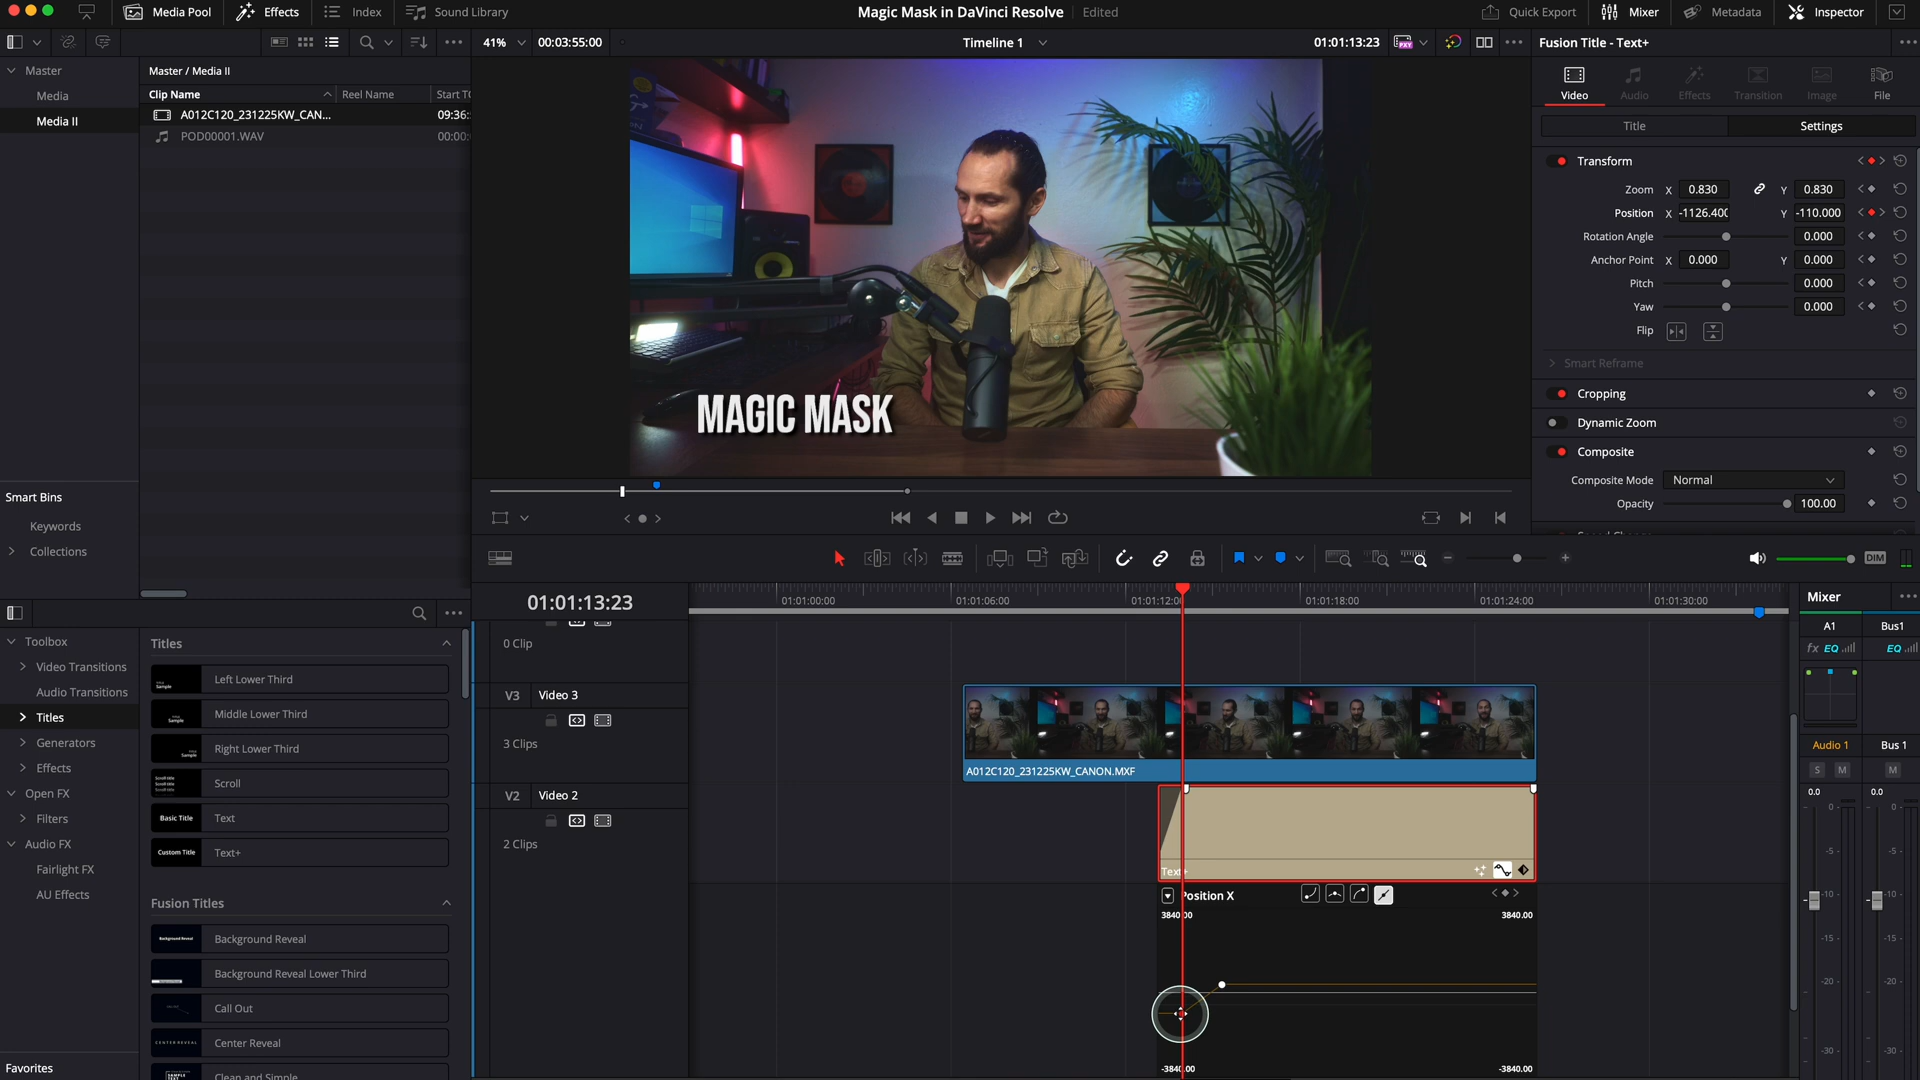 Media Pool
Effects
Index
Sound Library
Magic Mask in DaVinci Resolve
Edited
Quick Export
Mixer
Metadata
Inspector
41%
00:03:55:00
Timeline 1
01:01:13:23
Fusion Title - Text+
Master
Media
Media II
Master / Media II
Clip Name
Reel Name
Start TC
A012C120_231225KW_CAN...
09:36:
POD00001.WAV
00:00:
Video
Audio
Effects
Transition
Image
File
Title
Settings
Transform
Zoom X 0.830 Y 0.830
Position X -1126.400 Y -110.000
Rotation Angle 0.000
Anchor Point X 0.000 Y 0.000
Pitch 0.000
Yaw 0.000
Flip
Smart Reframe
Cropping
Dynamic Zoom
Composite
Composite Mode Normal
Opacity 100.00
MAGIC MASK
Smart Bins
Keywords
Collections
DIM
Toolbox
Video Transitions
Audio Transitions
Titles
Generators
Effects
Open FX
Filters
Audio FX
Fairlight FX
AU Effects
Favorites
Titles
Left Lower Third
Middle Lower Third
Right Lower Third
Scroll
Basic Title
Text
Custom Title
Text+
Fusion Titles
Background Reveal
Background Reveal Lower Third
Call Out
CENTER REVEAL
Center Reveal
Clean and Simple
01:01:13:23
01:01:00:00
01:01:06:00
01:01:12:00
01:01:18:00
01:01:24:00
01:01:30:00
0 Clip
V3 Video 3
3 Clips
V2 Video 2
2 Clips
A012C120_231225KW_CANON.MXF
Text+
Position X
3840.00
3840.00
-3840.00
-3840.00
Mixer
A1
Bus1
fx EQ
EQ
Audio 1
Bus 1
S M
M
0.0
0.0
0
-5
-10
-15
-20
-30
0
-5
-10
-15
-20
-30